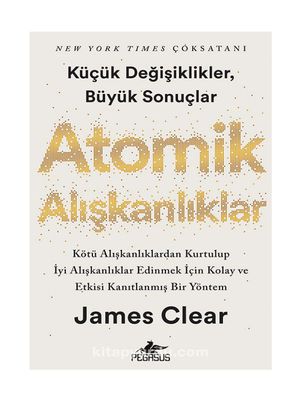 NEW YORK TIMES ÇOKSATANI
Küçük Değişiklikler,
Büyük Sonuçlar
Atomik
Alışkanlıklar
Kötü Alışkanlıklardan Kurtulup
İyi Alışkanlıklar Edinmek İçin Kolay ve
Etkisi Kanıtlanmış Bir Yöntem
James Clear
PEGASUS